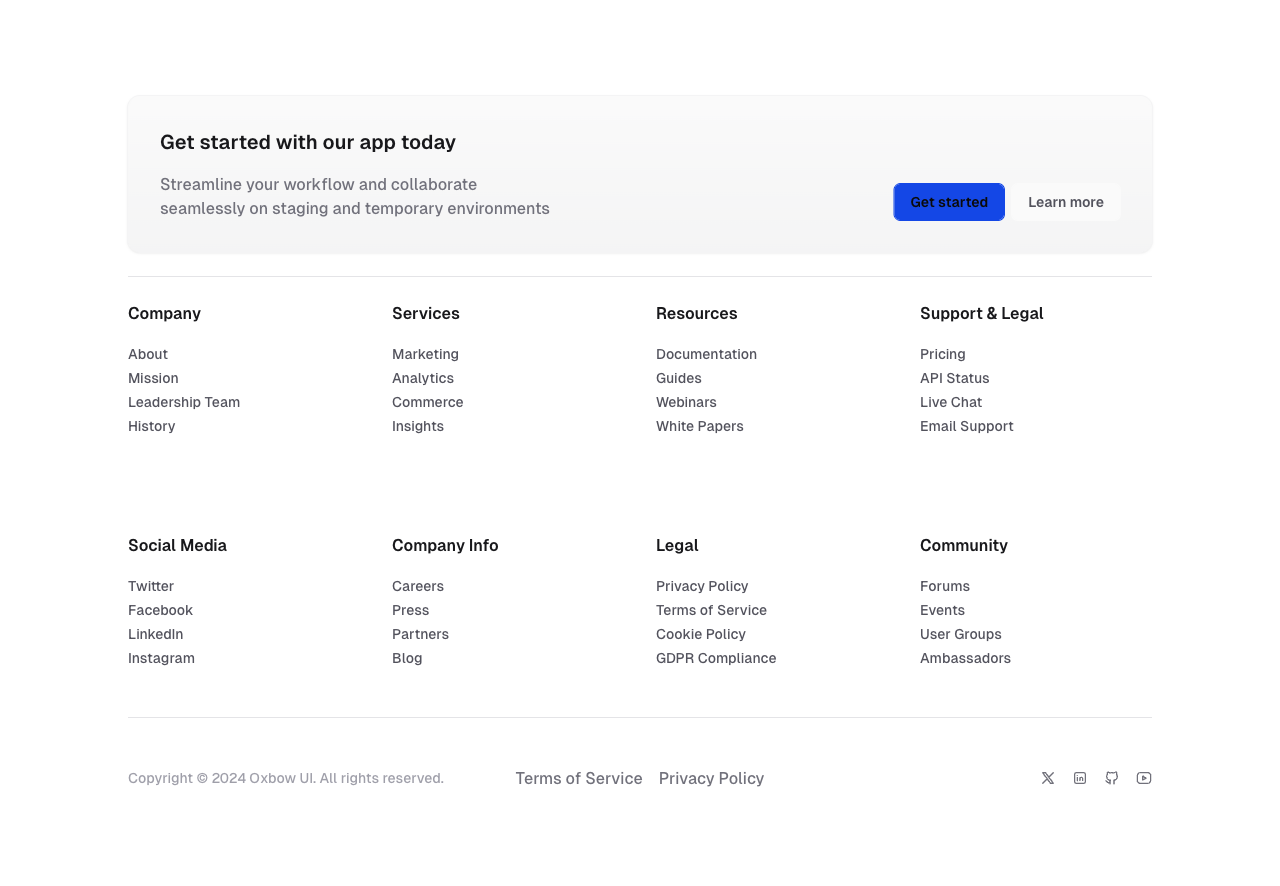 Get started with our app today
Streamline your workflow and collaborate
seamlessly on staging and temporary environments
Get started
Learn more
Company
About
Mission
Leadership Team
History
Services
Marketing
Analytics
Commerce
Insights
Resources
Documentation
Guides
Webinars
White Papers
Support & Legal
Pricing
API Status
Live Chat
Email Support
Social Media
Twitter
Facebook
LinkedIn
Instagram
Company Info
Careers
Press
Partners
Blog
Legal
Privacy Policy
Terms of Service
Cookie Policy
GDPR Compliance
Community
Forums
Events
User Groups
Ambassadors
Copyright © 2024 Oxbow UI. All rights reserved.
Terms of Service
Privacy Policy